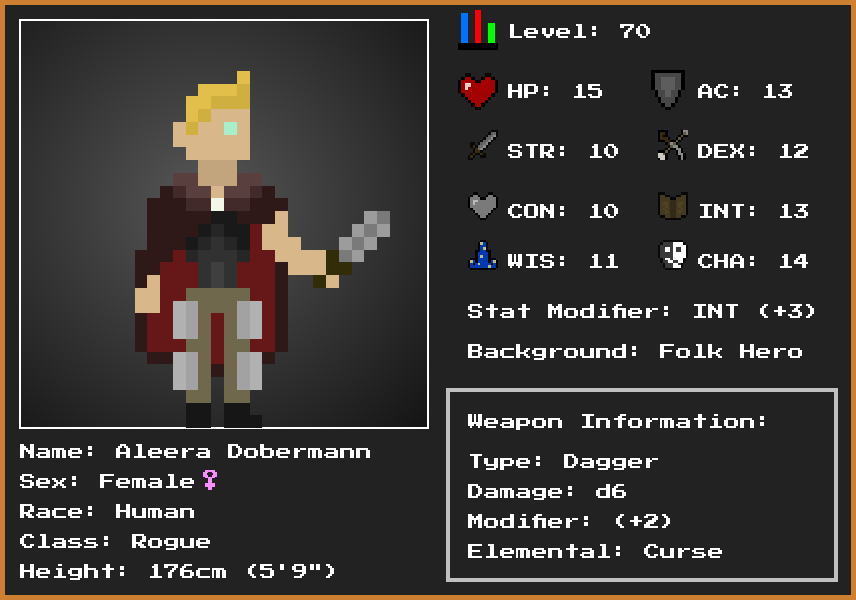 Level: 70
HP: 15 AC: 13
STR: 10 DEX: 12
CON: 10 INT: 13
WIS: 11 CHA: 14
Stat Modifier: INT (+3)
Background: Folk Hero
Weapon Information:
Type: Dagger
Damage: d6
Modifier: (+2)
Elemental: Curse
Name: Aleera Dobermann
Sex: Female♀
Race: Human
Class: Rogue
Height: 176cm (5'9")